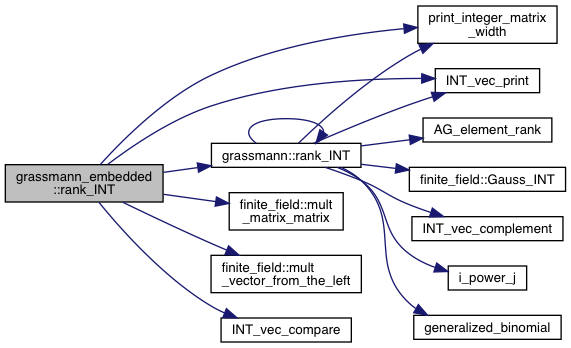 grassmann_embedded
::rank_INT
grassmann::rank_INT
finite_field::mult
_matrix_matrix
finite_field::mult
_vector_from_the_left
INT_vec_compare
print_integer_matrix
_width
INT_vec_print
AG_element_rank
finite_field::Gauss_INT
INT_vec_complement
i_power_j
generalized_binomial